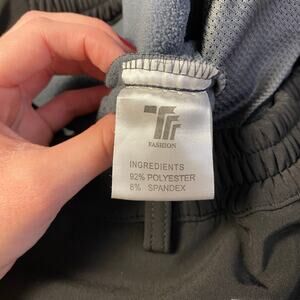 FASHION
INGREDIENTS
92% POLYESTER
8% SPANDEX